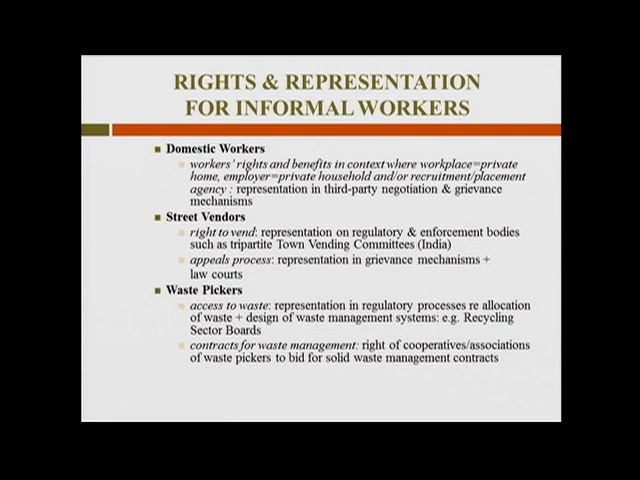 RIGHTS & REPRESENTATION
FOR INFORMAL WORKERS
Domestic Workers
workers' rights and benefits in context where workplace=private
home, employer=private household and/or recruitment/placement
agency : representation in third-party negotiation & grievance
mechanisms
Street Vendors
right to vend: representation on regulatory & enforcement bodies
such as tripartite Town Vending Committees (India)
appeals process: representation in grievance mechanisms +
law courts
Waste Pickers
access to waste: representation in regulatory processes re allocation
of waste + design of waste management systems: e.g. Recycling
Sector Boards
contracts for waste management: right of cooperatives/associations
of waste pickers to bid for solid waste management contracts